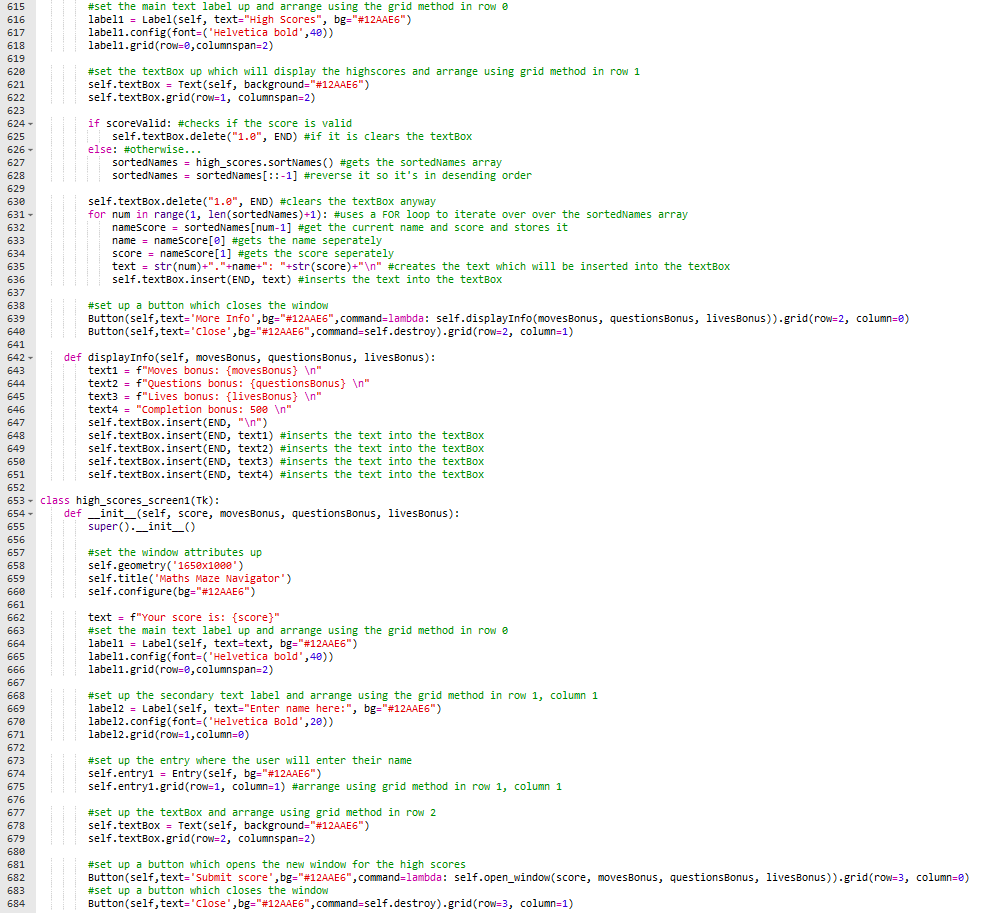 615 #set the main text label up and arrange using the grid method in row 0
616 label1 = Label(self, text="High Scores", bg="#12AAE6")
617 label1.config(font=('Helvetica bold',40))
618 label1.grid(row=0,columnspan=2)
619
620 #set the textBox up which will display the highscores and arrange using grid method in row 1
621 self.textBox = Text(self, background="#12AAE6")
622 self.textBox.grid(row=1, columnspan=2)
623
624 if scoreValid: #checks if the score is valid
625 self.textBox.delete("1.0", END) #if it is clears the textBox
626 else: #otherwise...
627 sortedNames = high_scores.sortNames() #gets the sortedNames array
628 sortedNames = sortedNames[::-1] #reverse it so it's in desending order
629
630 self.textBox.delete("1.0", END) #clears the textBox anyway
631 for num in range(1, len(sortedNames)+1): #uses a FOR loop to iterate over over the sortedNames array
632 nameScore = sortedNames[num-1] #get the current name and score and stores it
633 name = nameScore[0] #gets the name seperately
634 score = nameScore[1] #gets the score seperately
635 text = str(num)+"."+name+": "+str(score)+"\n" #creates the text which will be inserted into the textBox
636 self.textBox.insert(END, text) #inserts the text into the textBox
637
638 #set up a button which closes the window
639 Button(self,text='More Info',bg="#12AAE6",command=lambda: self.displayInfo(movesBonus, questionsBonus, livesBonus)).grid(row=2, column=0)
640 Button(self,text='Close',bg="#12AAE6",command=self.destroy).grid(row=2, column=1)
641
642 def displayInfo(self, movesBonus, questionsBonus, livesBonus):
643 text1 = f"Moves bonus: {movesBonus} \n"
644 text2 = f"Questions bonus: {questionsBonus} \n"
645 text3 = f"Lives bonus: {livesBonus} \n"
646 text4 = "Completion bonus: 500 \n"
647 self.textBox.insert(END, "\n")
648 self.textBox.insert(END, text1) #inserts the text into the textBox
649 self.textBox.insert(END, text2) #inserts the text into the textBox
650 self.textBox.insert(END, text3) #inserts the text into the textBox
651 self.textBox.insert(END, text4) #inserts the text into the textBox
652
653 class high_scores_screen1(Tk):
654 def __init__(self, score, movesBonus, questionsBonus, livesBonus):
655 super().__init__()
656
657 #set the window attributes up
658 self.geometry('1650x1000')
659 self.title('Maths Maze Navigator')
660 self.configure(bg="#12AAE6")
661
662 text = f"Your score is: {score}"
663 #set the main text label up and arrange using the grid method in row 0
664 label1 = Label(self, text=text, bg="#12AAE6")
665 label1.config(font=('Helvetica bold',40))
666 label1.grid(row=0,columnspan=2)
667
668 #set up the secondary text label and arrange using the grid method in row 1, column 1
669 label2 = Label(self, text="Enter name here:", bg="#12AAE6")
670 label2.config(font=('Helvetica Bold',20))
671 label2.grid(row=1,column=0)
672
673 #set up the entry where the user will enter their name
674 self.entry1 = Entry(self, bg="#12AAE6")
675 self.entry1.grid(row=1, column=1) #arrange using grid method in row 1, column 1
676
677 #set up the textBox and arrange using grid method in row 2
678 self.textBox = Text(self, background="#12AAE6")
679 self.textBox.grid(row=2, columnspan=2)
680
681 #set up a button which opens the new window for the high scores
682 Button(self,text='Submit score',bg="#12AAE6",command=lambda: self.open_window(score, movesBonus, questionsBonus, livesBonus)).grid(row=3, column=0)
683 #set up a button which closes the window
684 Button(self,text='Close',bg="#12AAE6",command=self.destroy).grid(row=3, column=1)